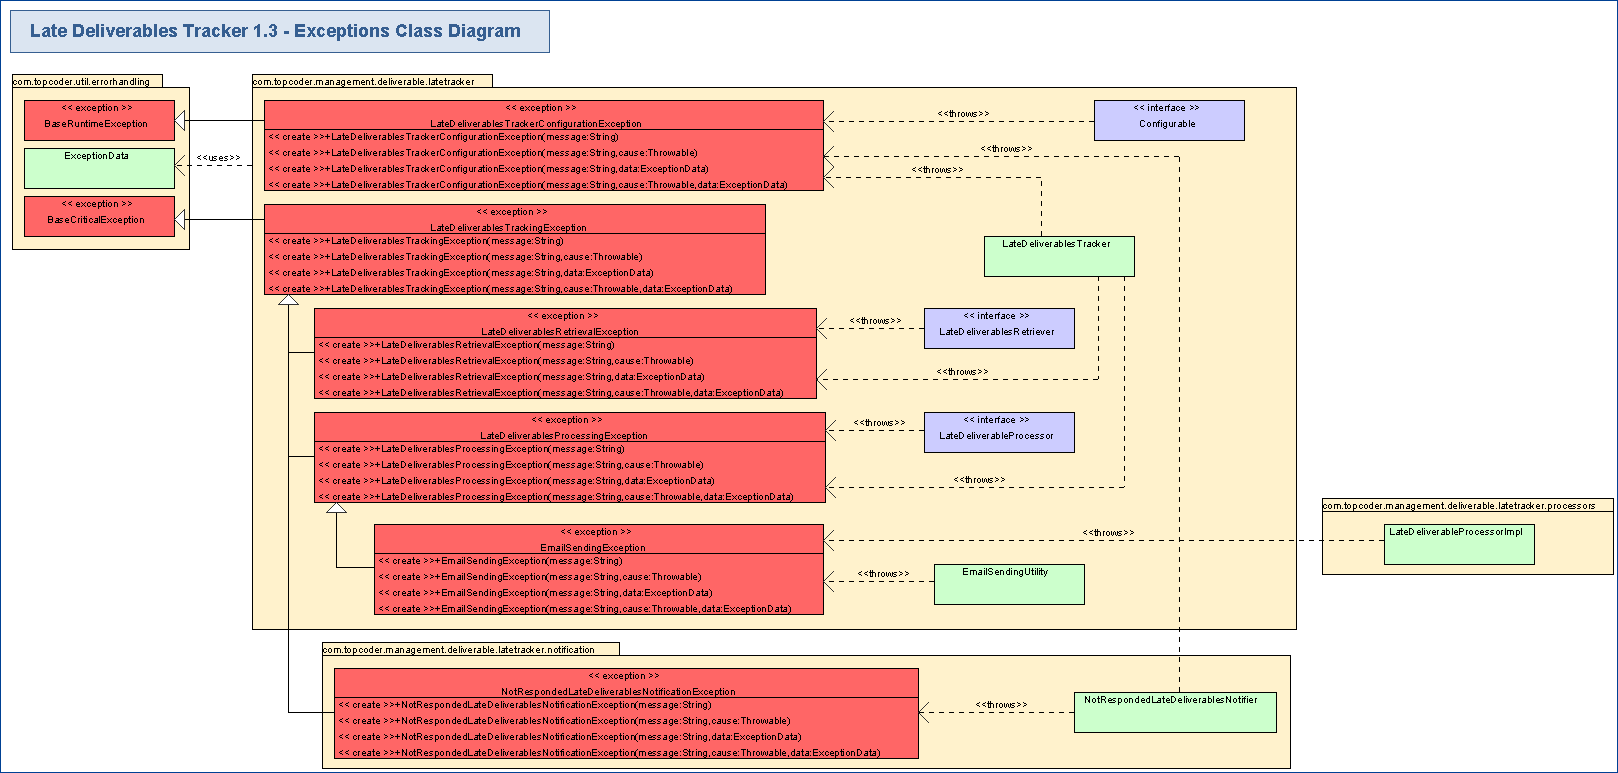 Late Deliverables Tracker 1.3 - Exceptions Class Diagram
com.topcoder.util.errorhandling
<< exception >>
BaseRuntimeException
ExceptionData
<< exception >>
BaseCriticalException
<<uses>>
com.topcoder.management.deliverable.latetracker
<< exception >>
LateDeliverablesTrackerConfigurationException
<< create >>+LateDeliverablesTrackerConfigurationException(message:String)
<< create >>+LateDeliverablesTrackerConfigurationException(message:String,cause:Throwable)
<< create >>+LateDeliverablesTrackerConfigurationException(message:String,data:ExceptionData)
<< create >>+LateDeliverablesTrackerConfigurationException(message:String,cause:Throwable,data:ExceptionData)
<<throws>>
<< interface >>
Configurable
<<throws>>
<<throws>>
<< exception >>
LateDeliverablesTrackingException
<< create >>+LateDeliverablesTrackingException(message:String)
<< create >>+LateDeliverablesTrackingException(message:String,cause:Throwable)
<< create >>+LateDeliverablesTrackingException(message:String,data:ExceptionData)
<< create >>+LateDeliverablesTrackingException(message:String,cause:Throwable,data:ExceptionData)
LateDeliverablesTracker
<< exception >>
LateDeliverablesRetrievalException
<< create >>+LateDeliverablesRetrievalException(message:String)
<< create >>+LateDeliverablesRetrievalException(message:String,cause:Throwable)
<< create >>+LateDeliverablesRetrievalException(message:String,data:ExceptionData)
<< create >>+LateDeliverablesRetrievalException(message:String,cause:Throwable,data:ExceptionData)
<<throws>>
<< interface >>
LateDeliverablesRetriever
<<throws>>
<< exception >>
LateDeliverablesProcessingException
<< create >>+LateDeliverablesProcessingException(message:String)
<< create >>+LateDeliverablesProcessingException(message:String,cause:Throwable)
<< create >>+LateDeliverablesProcessingException(message:String,data:ExceptionData)
<< create >>+LateDeliverablesProcessingException(message:String,cause:Throwable,data:ExceptionData)
<<throws>>
<< interface >>
LateDeliverableProcessor
<<throws>>
<< exception >>
EmailSendingException
<< create >>+EmailSendingException(message:String)
<< create >>+EmailSendingException(message:String,cause:Throwable)
<< create >>+EmailSendingException(message:String,data:ExceptionData)
<< create >>+EmailSendingException(message:String,cause:Throwable,data:ExceptionData)
<<throws>>
<<throws>>
EmailSendingUtility
com.topcoder.management.deliverable.latetracker.processors
LateDeliverableProcessorImpl
com.topcoder.management.deliverable.latetracker.notification
<< exception >>
NotRespondedLateDeliverablesNotificationException
<< create >>+NotRespondedLateDeliverablesNotificationException(message:String)
<< create >>+NotRespondedLateDeliverablesNotificationException(message:String,cause:Throwable)
<< create >>+NotRespondedLateDeliverablesNotificationException(message:String,data:ExceptionData)
<< create >>+NotRespondedLateDeliverablesNotificationException(message:String,cause:Throwable,data:ExceptionData)
<<throws>>
NotRespondedLateDeliverablesNotifier